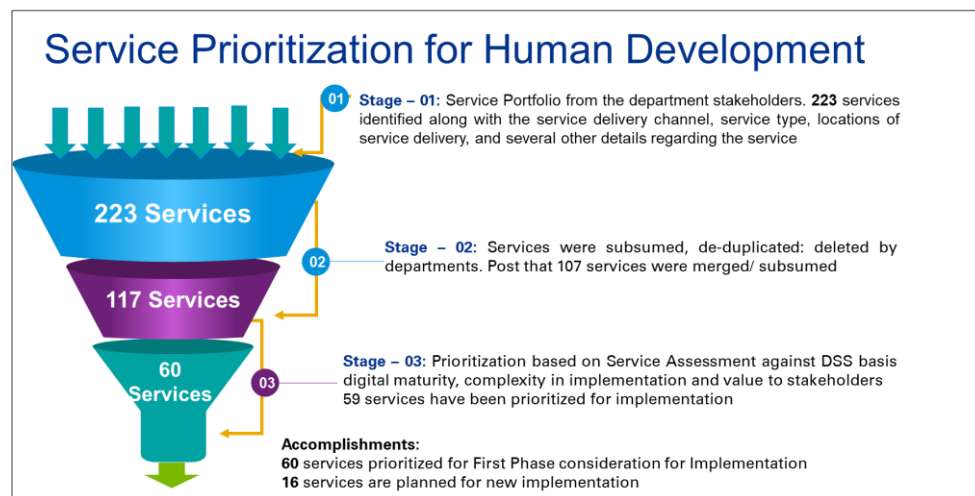 Service Prioritization for Human Development
01
Stage – 01: Service Portfolio from the department stakeholders. 223 services
identified along with the service delivery channel, service type, locations of
service delivery, and several other details regarding the service
223 Services
02
Stage – 02: Services were subsumed, de-duplicated: deleted by
departments. Post that 107 services were merged/ subsumed
117 Services
03
Stage – 03: Prioritization based on Service Assessment against DSS basis
digital maturity, complexity in implementation and value to stakeholders
59 services have been prioritized for implementation
60
Services
Accomplishments:
60 services prioritized for First Phase consideration for Implementation
16 services are planned for new implementation